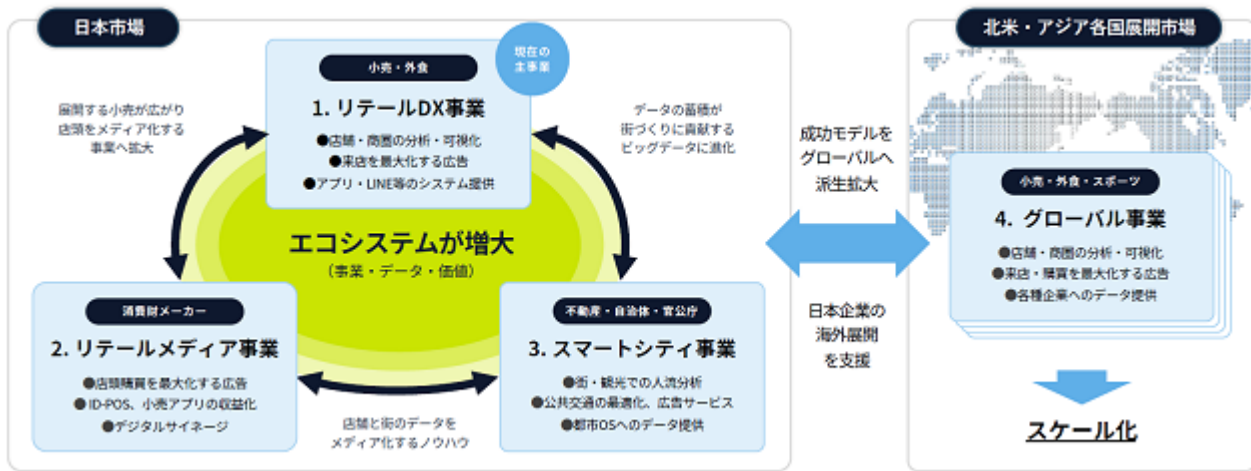 日本市場
現在の
主事業
小売・外食
1. リテールDX事業
●店舗・商圏の分析・可視化
●来店を最大化する広告
●アプリ・LINE等のシステム提供
展開する小売が広がり
店頭をメディア化する
事業へ拡大
データの蓄積が
街づくりに貢献する
ビッグデータに進化
エコシステムが増大
（事業・データ・価値）
消費財メーカー
2. リテールメディア事業
●店頭購買を最大化する広告
●ID-POS、小売アプリの収益化
●デジタルサイネージ
店舗と街のデータを
メディア化するノウハウ
不動産・自治体・官公庁
3. スマートシティ事業
●街・観光での人流分析
●公共交通の最適化、広告サービス
●都市OSへのデータ提供
成功モデルを
グローバルへ
派生拡大
日本企業の
海外展開
を支援
北米・アジア各国展開市場
小売・外食・スポーツ
4. グローバル事業
●店舗・商圏の分析・可視化
●来店・購買を最大化する広告
●各種企業へのデータ提供
スケール化